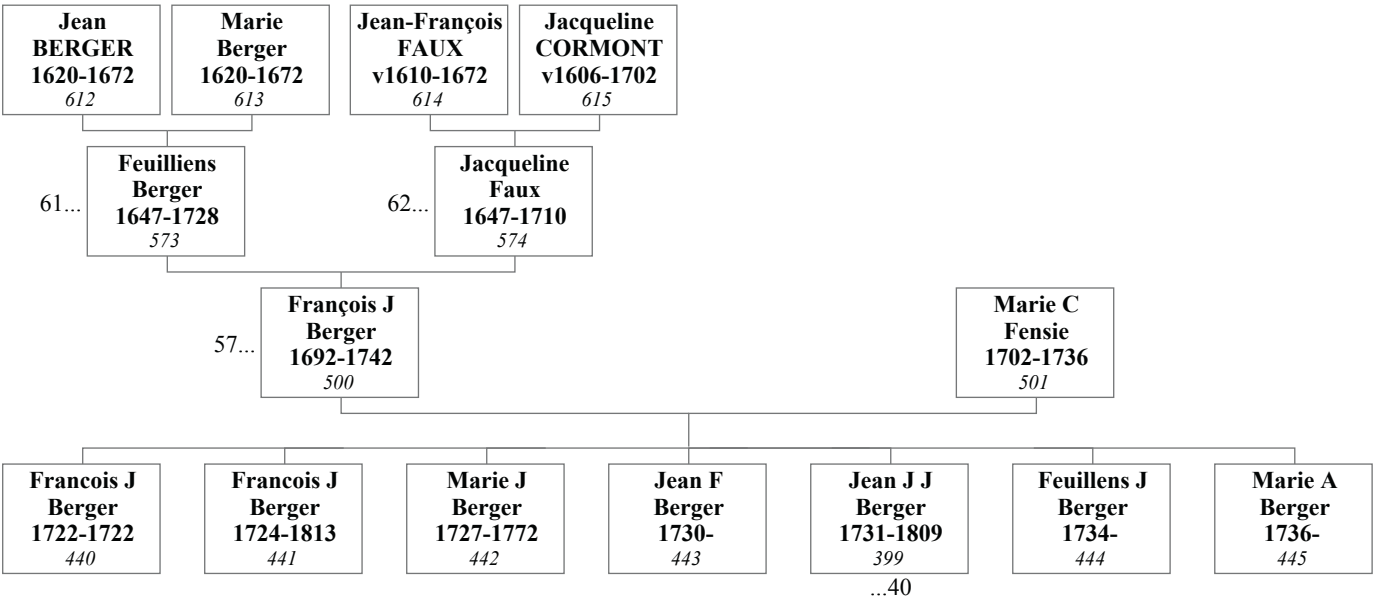 Jean
BERGER
1620-1672
612
Marie
Berger
1620-1672
613
Jean-François
FAUX
v1610-1672
614
Jacqueline
CORMONT
v1606-1702
615
61...
Feuilliens
Berger
1647-1728
573
62...
Jacqueline
Faux
1647-1710
574
57...
François J
Berger
1692-1742
500
Marie C
Fensie
1702-1736
501
Francois J
Berger
1722-1722
440
Francois J
Berger
1724-1813
441
Marie J
Berger
1727-1772
442
Jean F
Berger
1730-
443
Jean J J
Berger
1731-1809
399
...40
Feuillens J
Berger
1734-
444
Marie A
Berger
1736-
445